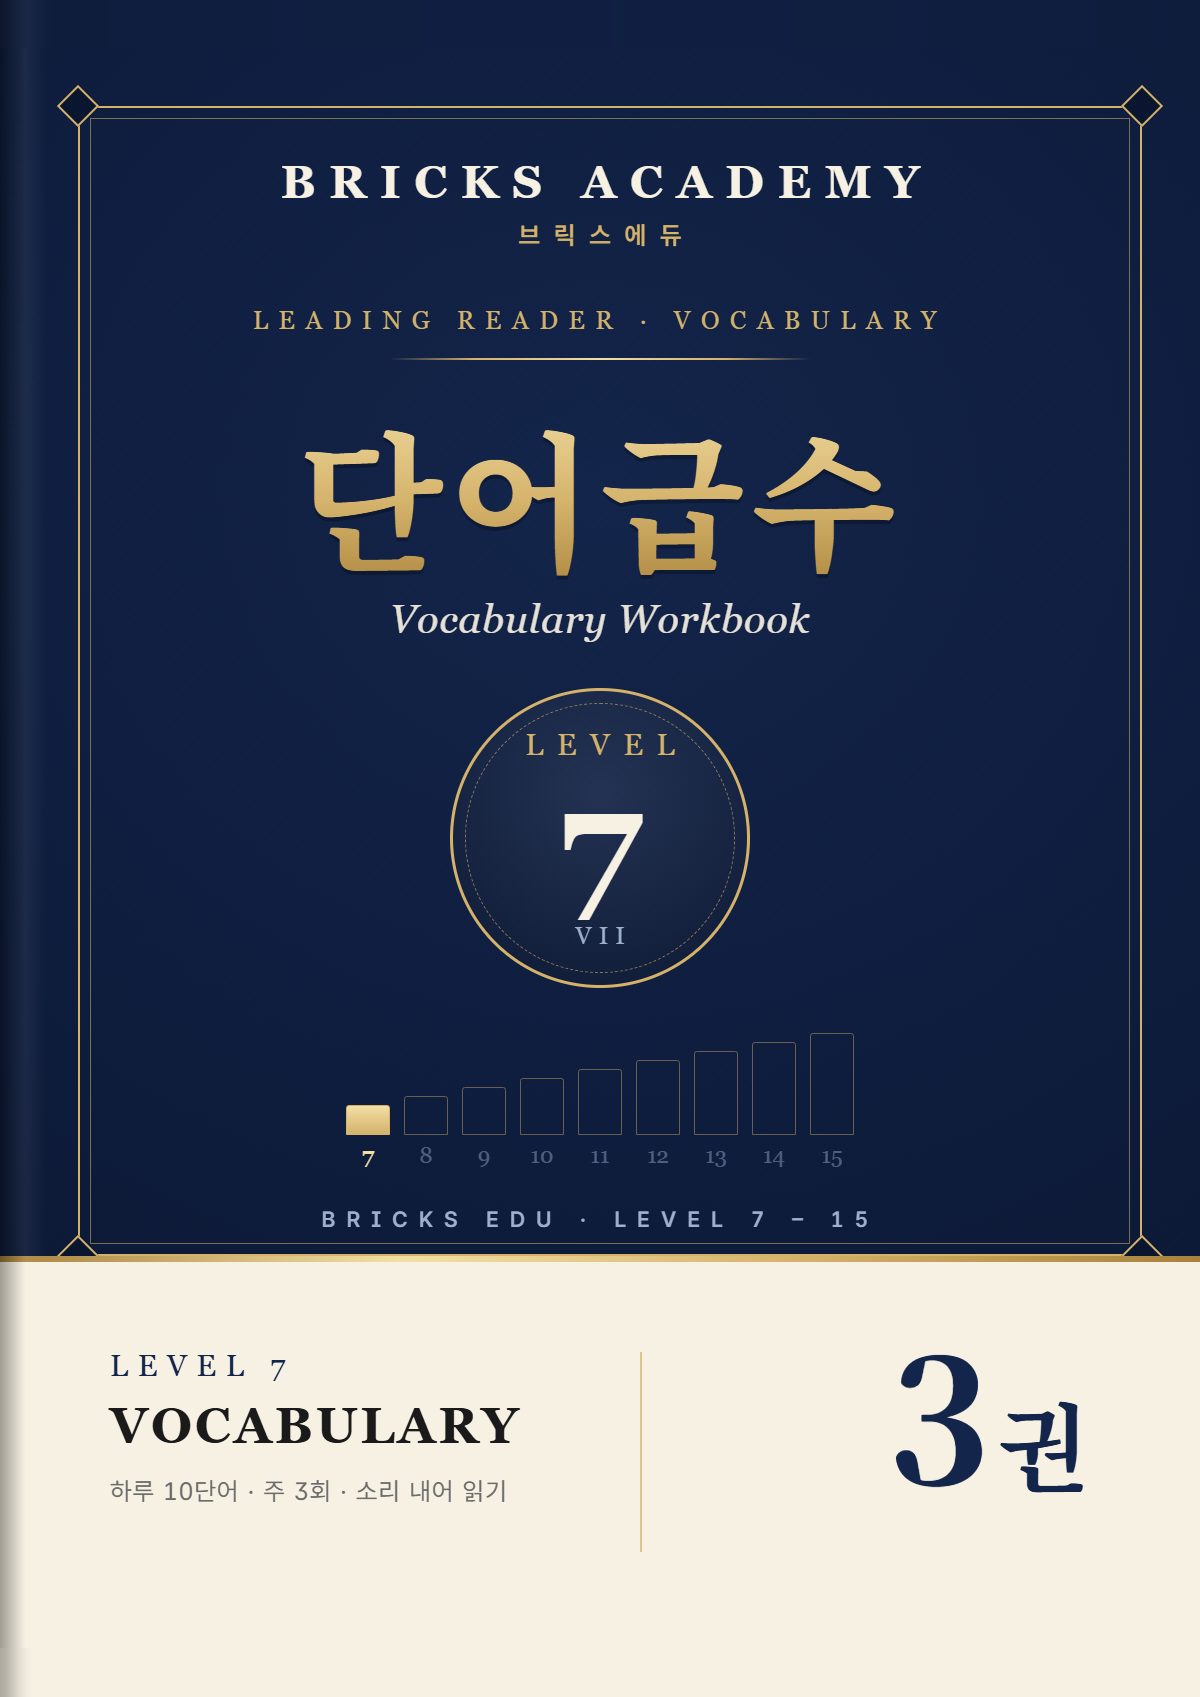 BRICKS ACADEMY
브릭스에듀
LEADING READER · VOCABULARY
단어급수
Vocabulary Workbook
LEVEL
7
VII
7 8 9 10 11 12 13 14 15
BRICKS EDU · LEVEL 7 – 15
LEVEL 7
VOCABULARY
하루 10단어 · 주 3회 · 소리 내어 읽기
3권